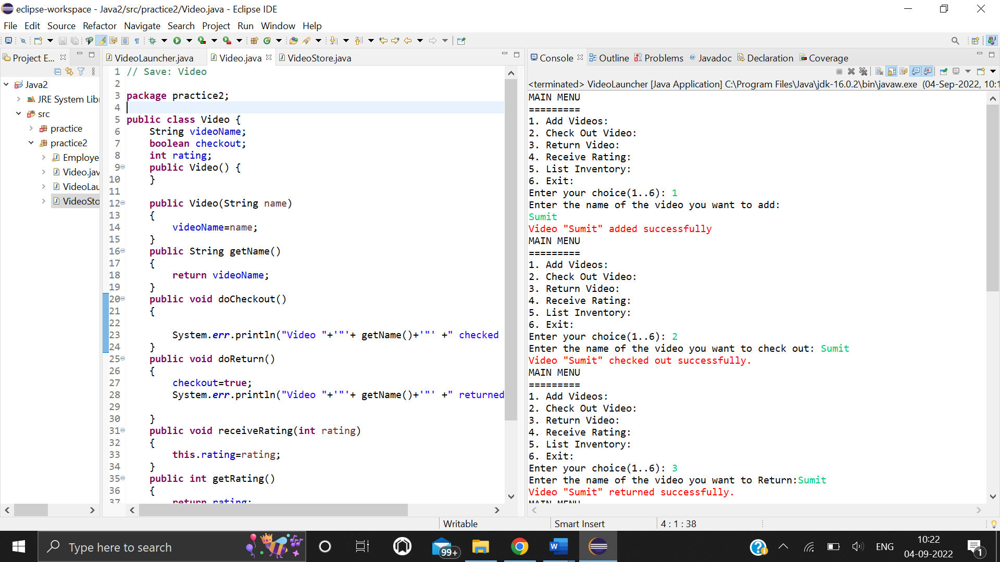 eclipse-workspace - Java2/src/practice2/Video.java - Eclipse IDE
File Edit Source Refactor Navigate Search Project Run Window Help
Project E...
Java2
JRE System Lib
src
practice
practice2
Employe
Video.jav
VideoLau
VideoSto
VideoLauncher.java Video.java VideoStore.java
1 // Save: Video
2
3 package practice2;
4
5 public class Video {
6 String videoName;
7 boolean checkout;
8 int rating;
9 public Video() {
10 }
11
12 public Video(String name)
13 {
14 videoName=name;
15 }
16 public String getName()
17 {
18 return videoName;
19 }
20 public void doCheckout()
21 {
22
23 System.err.println("Video "+'"'+ getName()+'"' +" checked
24 }
25 public void doReturn()
26 {
27 checkout=true;
28 System.err.println("Video "+'"'+ getName()+'"' +" returned
29
30 }
31 public void receiveRating(int rating)
32 {
33 this.rating=rating;
34 }
35 public int getRating()
36 {
37 return rating;
Console Outline Problems @ Javadoc Declaration Coverage
<terminated> VideoLauncher [Java Application] C:\Program Files\Java\jdk-16.0.2\bin\javaw.exe (04-Sep-2022, 10:1
MAIN MENU
=========
1. Add Videos:
2. Check Out Video:
3. Return Video:
4. Receive Rating:
5. List Inventory:
6. Exit:
Enter your choice(1..6): 1
Enter the name of the video you want to add:
Sumit
Video "Sumit" added successfully
MAIN MENU
=========
1. Add Videos:
2. Check Out Video:
3. Return Video:
4. Receive Rating:
5. List Inventory:
6. Exit:
Enter your choice(1..6): 2
Enter the name of the video you want to check out: Sumit
Video "Sumit" checked out successfully.
MAIN MENU
=========
1. Add Videos:
2. Check Out Video:
3. Return Video:
4. Receive Rating:
5. List Inventory:
6. Exit:
Enter your choice(1..6): 3
Enter the name of the video you want to Return:Sumit
Video "Sumit" returned successfully.
MAIN MENU
Writable Smart Insert 4 : 1 : 38
Type here to search
99+
W
ENG
10:22
04-09-2022
1